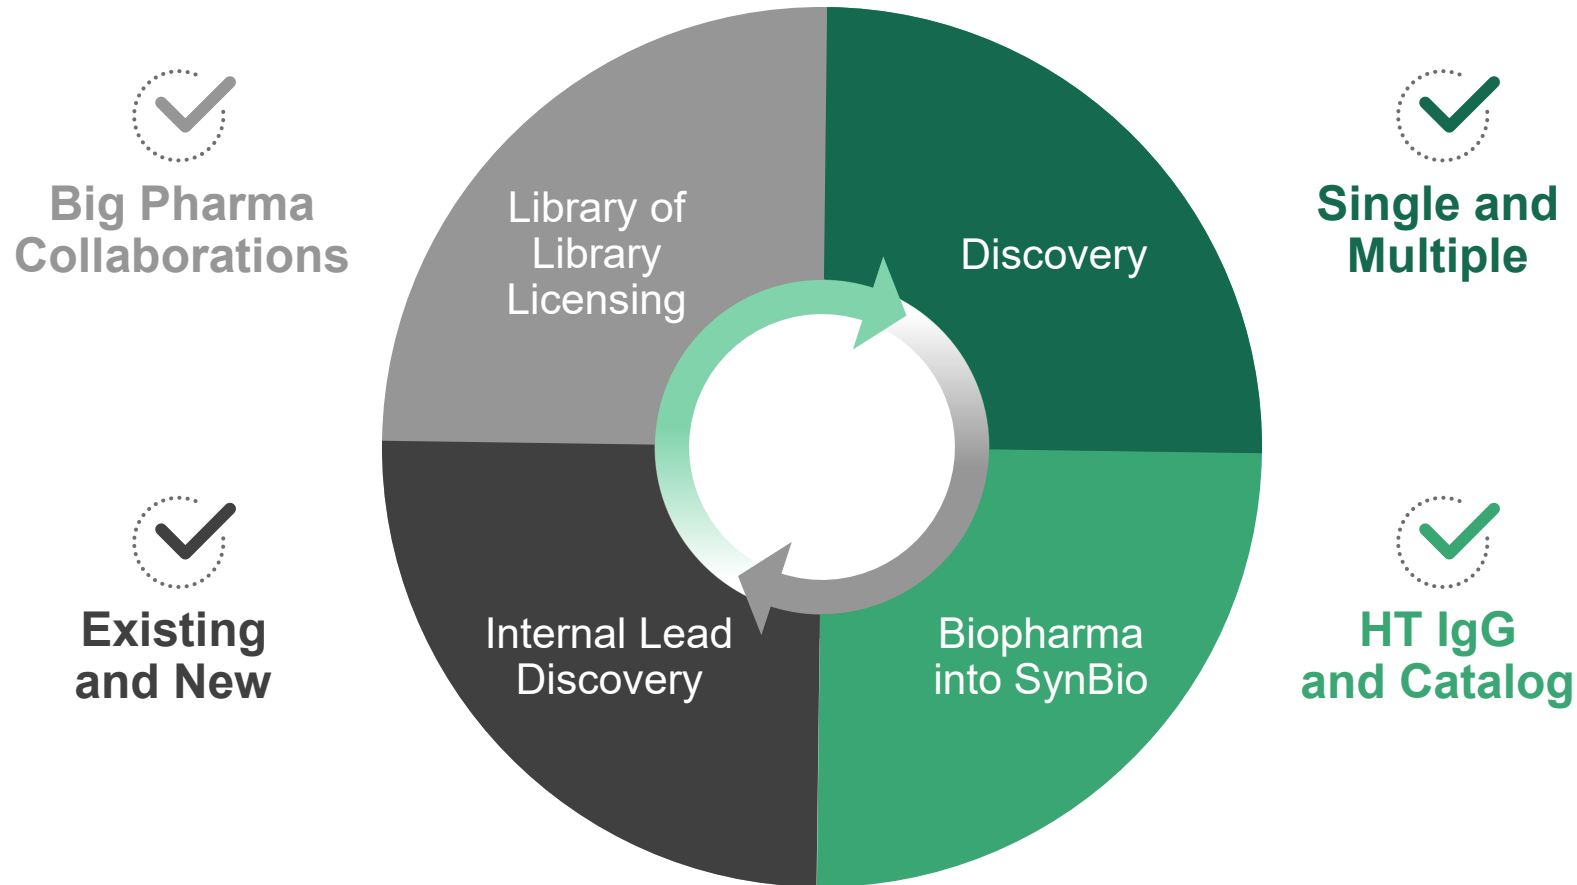 Big Pharma
Collaborations
Library of
Library
Licensing
Discovery
Single and
Multiple
Existing
and New
Internal Lead
Discovery
Biopharma
into SynBio
HT IgG
and Catalog